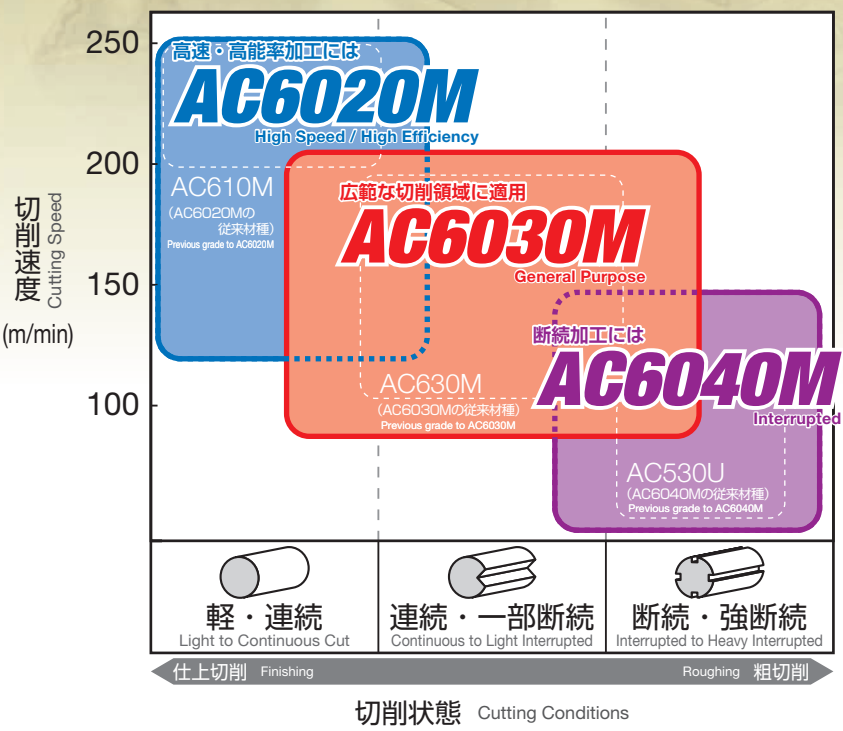 250
200
150
100
切削速度
Cutting Speed
(m/min)
高速・高能率加工には
AC6020M
High Speed / High Efficiency
AC610M
（AC6020Mの
従来材種）
Previous grade to AC6020M
広範な切削領域に適用
AC6030M
General Purpose
AC630M
（AC6030Mの従来材種）
Previous grade to AC6030M
断続加工には
AC6040M
Interrupted
AC530U
（AC6040Mの従来材種）
Previous grade to AC6040M
軽・連続
Light to Continuous Cut
連続・一部断続
Continuous to Light Interrupted
断続・強断続
Interrupted to Heavy Interrupted
仕上切削 Finishing
Roughing 粗切削
切削状態 Cutting Conditions